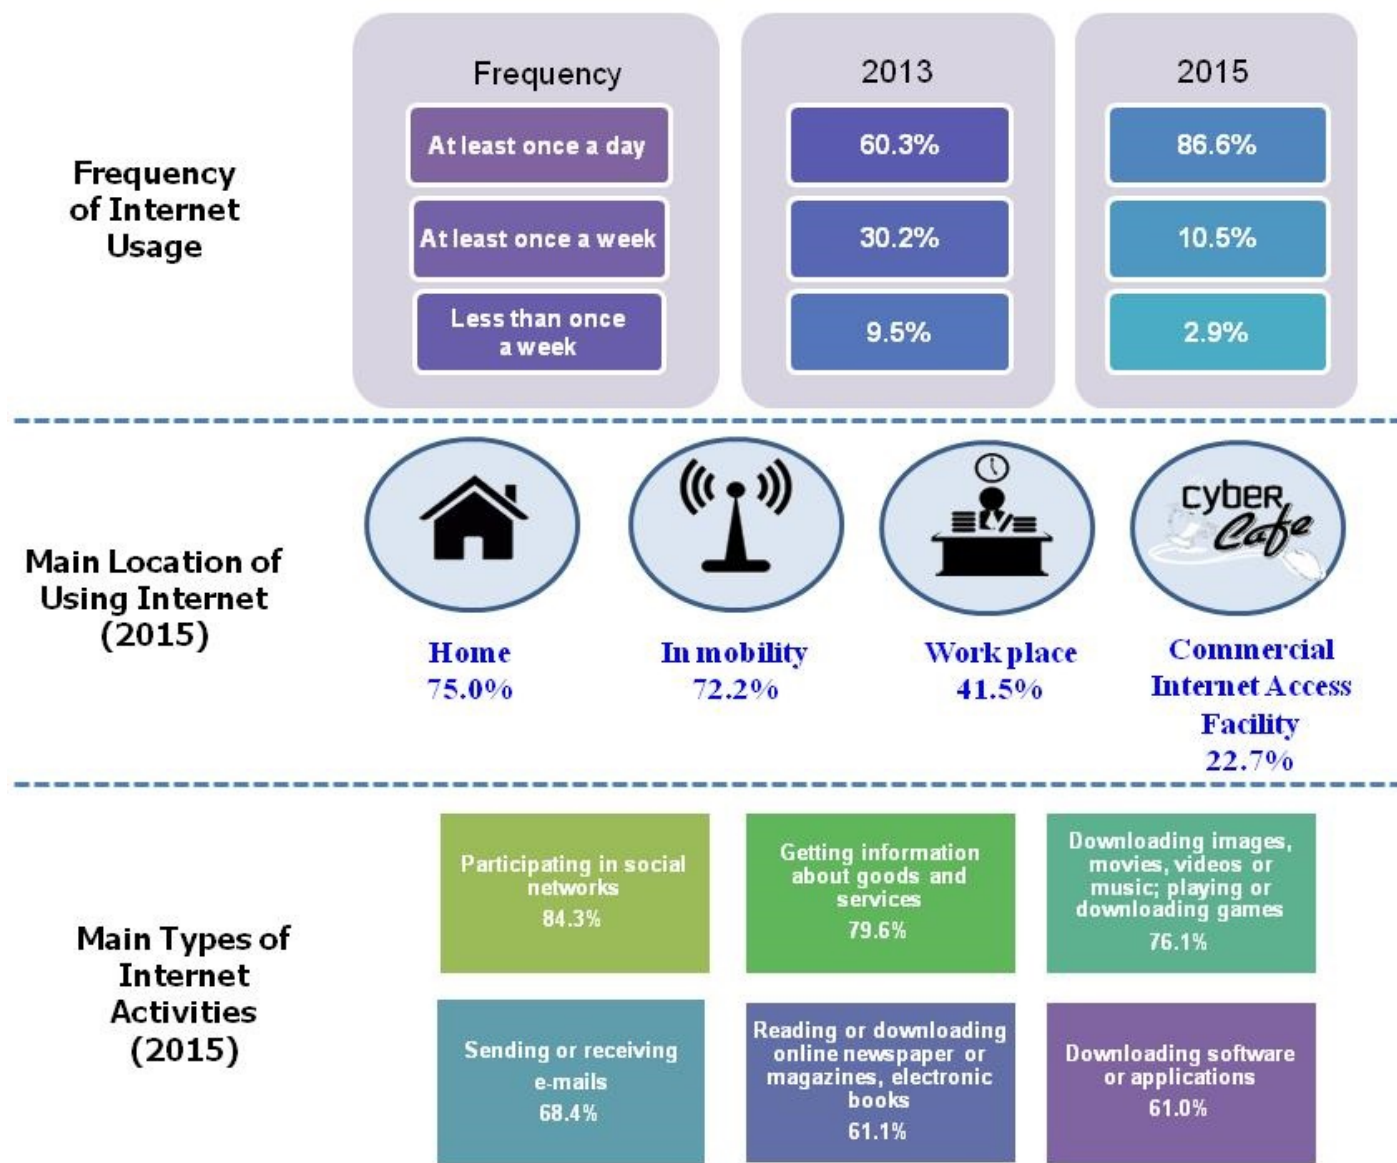 Frequency
of Internet
Usage
Frequency
2013
2015
At least once a day
60.3%
86.6%
At least once a week
30.2%
10.5%
Less than once
a week
9.5%
2.9%
Main Location of
Using Internet
(2015)
cyber
Cafe
Home
75.0%
In mobility
72.2%
Work place
41.5%
Commercial
Internet Access
Facility
22.7%
Main Types of
Internet
Activities
(2015)
Participating in social
networks
84.3%
Getting information
about goods and
services
79.6%
Downloading images,
movies, videos or
music; playing or
downloading games
76.1%
Sending or receiving
e-mails
68.4%
Reading or downloading
online newspaper or
magazines, electronic
books
61.1%
Downloading software
or applications
61.0%